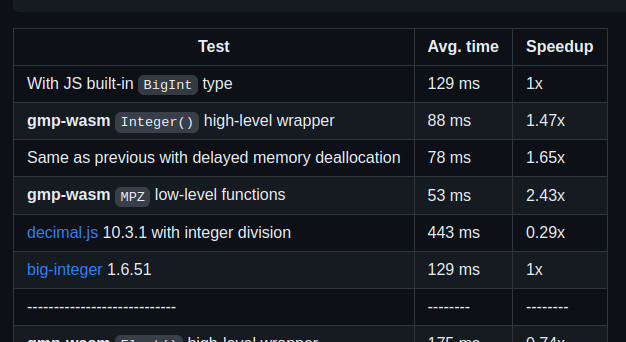 Test Avg. time Speedup
With JS built-in BigInt type 129 ms 1x
gmp-wasm Integer() high-level wrapper 88 ms 1.47x
Same as previous with delayed memory deallocation 78 ms 1.65x
gmp-wasm MPZ low-level functions 53 ms 2.43x
decimal.js 10.3.1 with integer division 443 ms 0.29x
big-integer 1.6.51 129 ms 1x
---------------------------- -------- --------
gmp-wasm Float() high-level wrapper 175 ms 0.74x